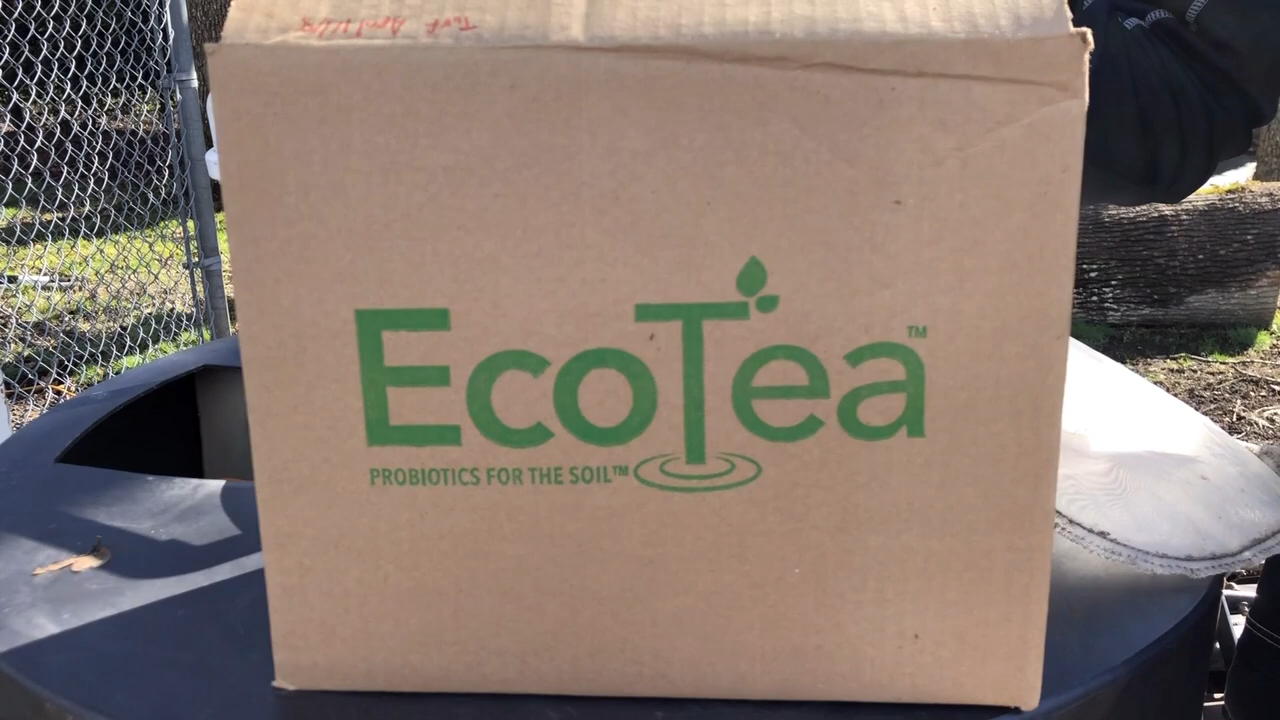 EcoTea™
PROBIOTICS FOR THE SOIL™